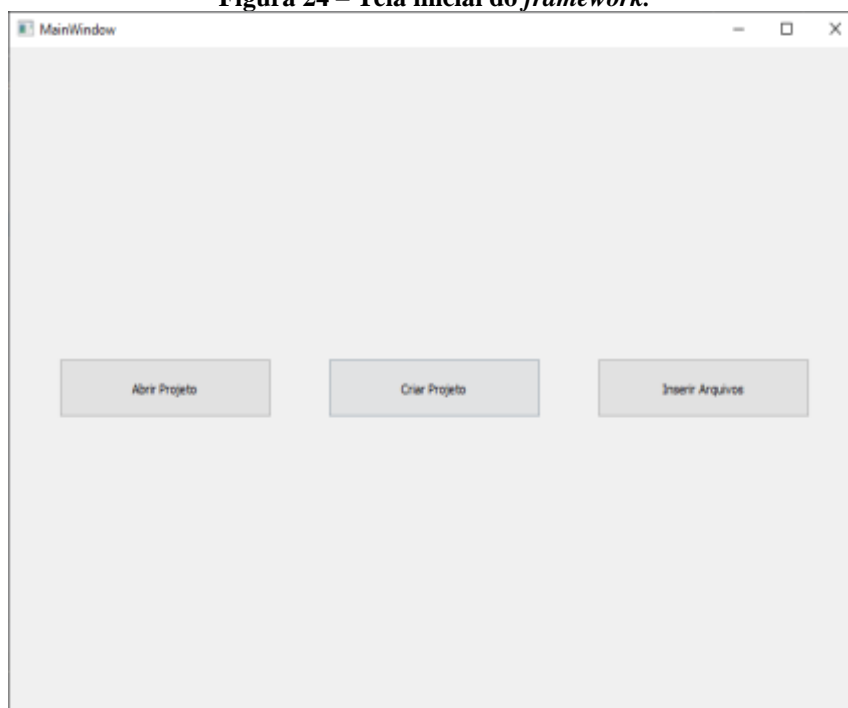 Figura 24 – Tela inicial do framework.
MainWindow
Abrir Projeto
Criar Projeto
Inserir Arquivos